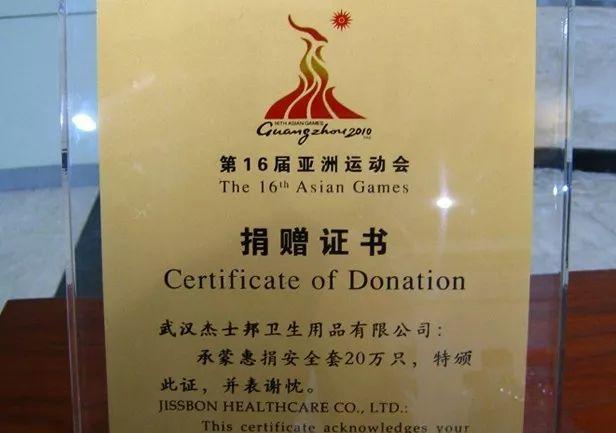 16TH ASIAN GAMES
Guangzhou 2010
第16届亚洲运动会
The 16th Asian Games
捐赠证书
Certificate of Donation
武汉杰士邦卫生用品有限公司：
承蒙惠捐安全套20万只，特颁
此证，并表谢忱。
JISSBON HEALTHCARE CO., LTD.:
This certificate acknowledges your